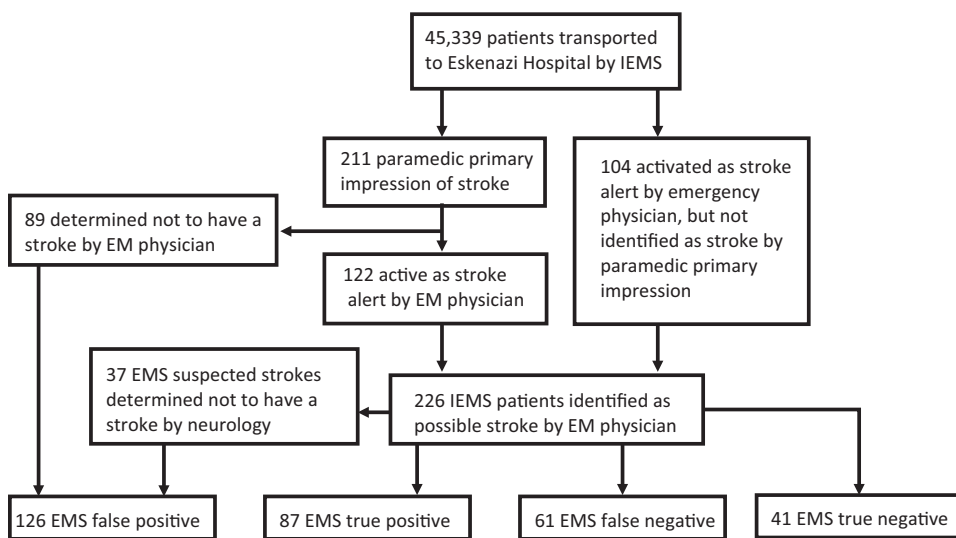 45,339 patients transported
to Eskenazi Hospital by IEMS
211 paramedic primary
impression of stroke
104 activated as stroke
alert by emergency
physician, but not
identified as stroke by
paramedic primary
impression
89 determined not to have a
stroke by EM physician
122 active as stroke
alert by EM physician
37 EMS suspected strokes
determined not to have a
stroke by neurology
226 IEMS patients identified as
possible stroke by EM physician
126 EMS false positive
87 EMS true positive
61 EMS false negative
41 EMS true negative